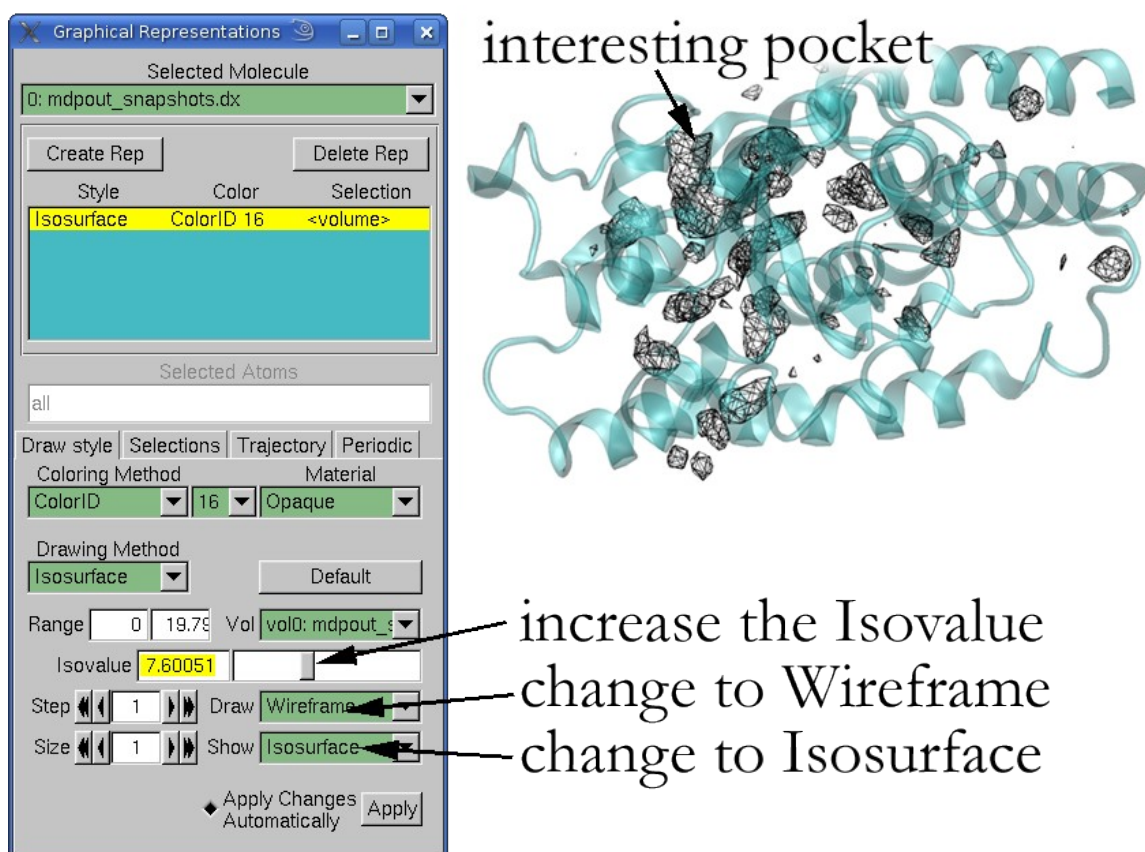 Graphical Representations
Selected Molecule
0: mdpout_snapshots.dx
Create Rep Delete Rep
Style Color Selection
Isosurface ColorID 16 <volume>
Selected Atoms
all
Draw style Selections Trajectory Periodic
Coloring Method Material
ColorID 16 Opaque
Drawing Method
Isosurface Default
Range 0 19.79 Vol vol0: mdpout_s
Isovalue 7.60051
Step 1 Draw Wireframe
Size 1 Show Isosurface
Apply Changes
Automatically Apply
interesting pocket
increase the Isovalue
change to Wireframe
change to Isosurface